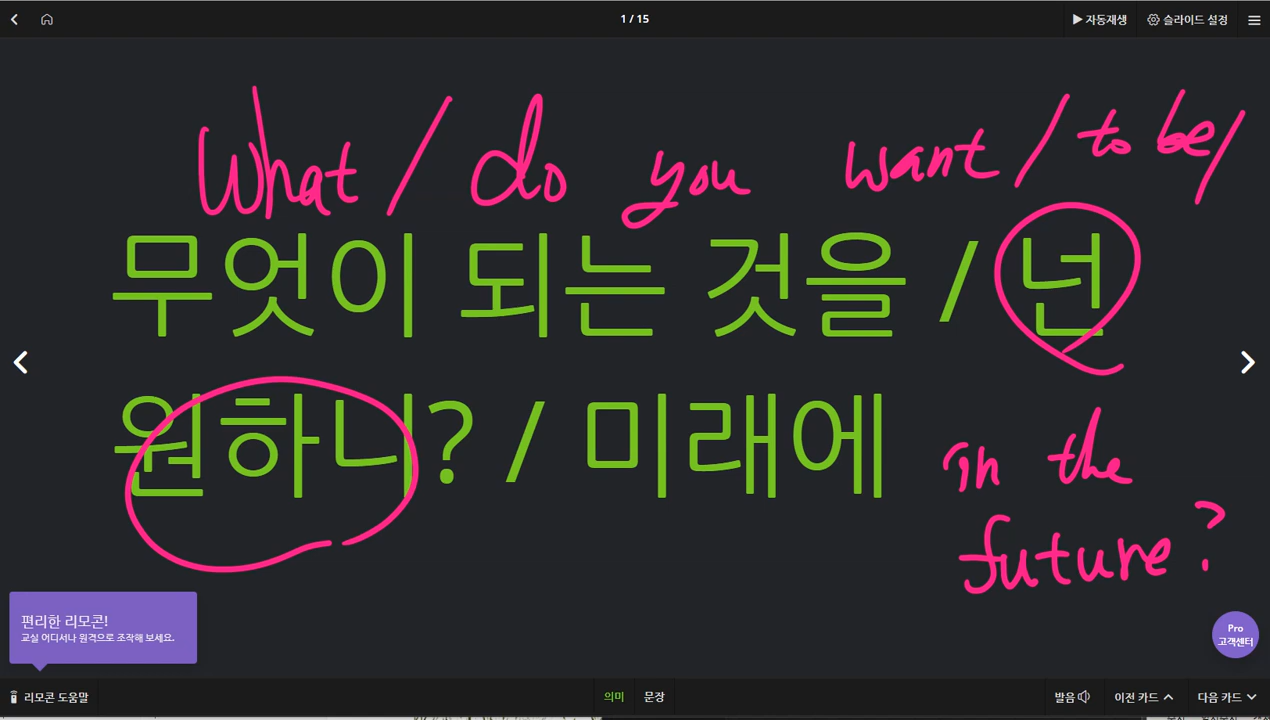 1 / 15
자동재생
슬라이드 설정
What / do you want / to be /
무엇이 되는 것을 / 넌
원하니? / 미래에
in the
future?
편리한 리모콘!
교실 어디서나 원격으로 조작해 보세요.
Pro
고객센터
리모콘 도움말
의미
문장
발음
이전 카드
다음 카드